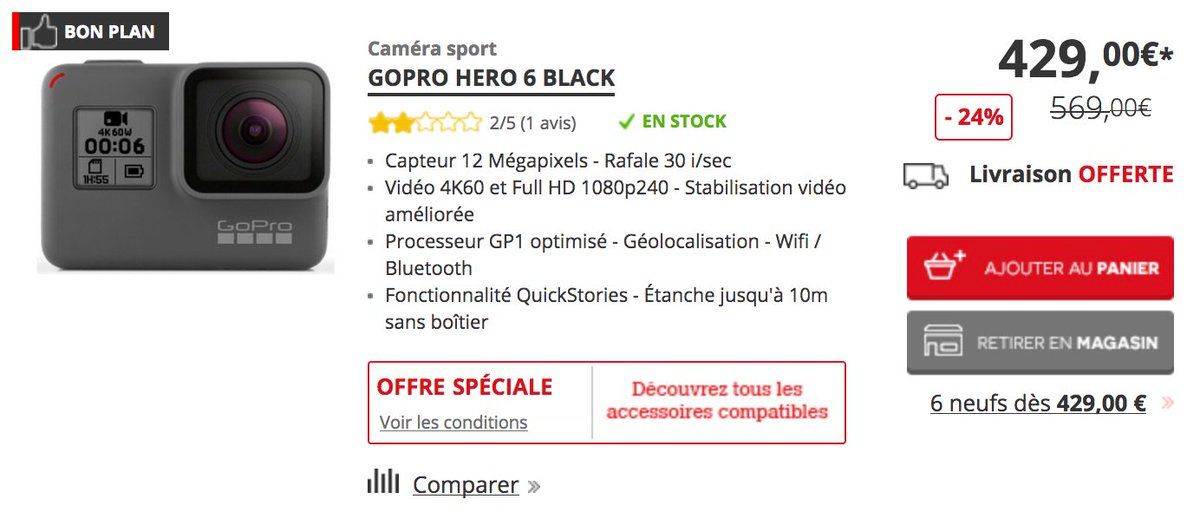 BON PLAN
4K60W
00:06
1H:55
GoPro
Caméra sport
GOPRO HERO 6 BLACK
2/5 (1 avis)
EN STOCK
Capteur 12 Mégapixels - Rafale 30 i/sec
Vidéo 4K60 et Full HD 1080p240 - Stabilisation vidéo
améliorée
Processeur GP1 optimisé - Géolocalisation - Wifi /
Bluetooth
Fonctionnalité QuickStories - Étanche jusqu'à 10m
sans boîtier
OFFRE SPÉCIALE
Voir les conditions
Découvrez tous les
accessoires compatibles
Comparer »
429,00€*
- 24%
569,00€
Livraison OFFERTE
AJOUTER AU PANIER
RETIRER EN MAGASIN
6 neufs dès 429,00 € »